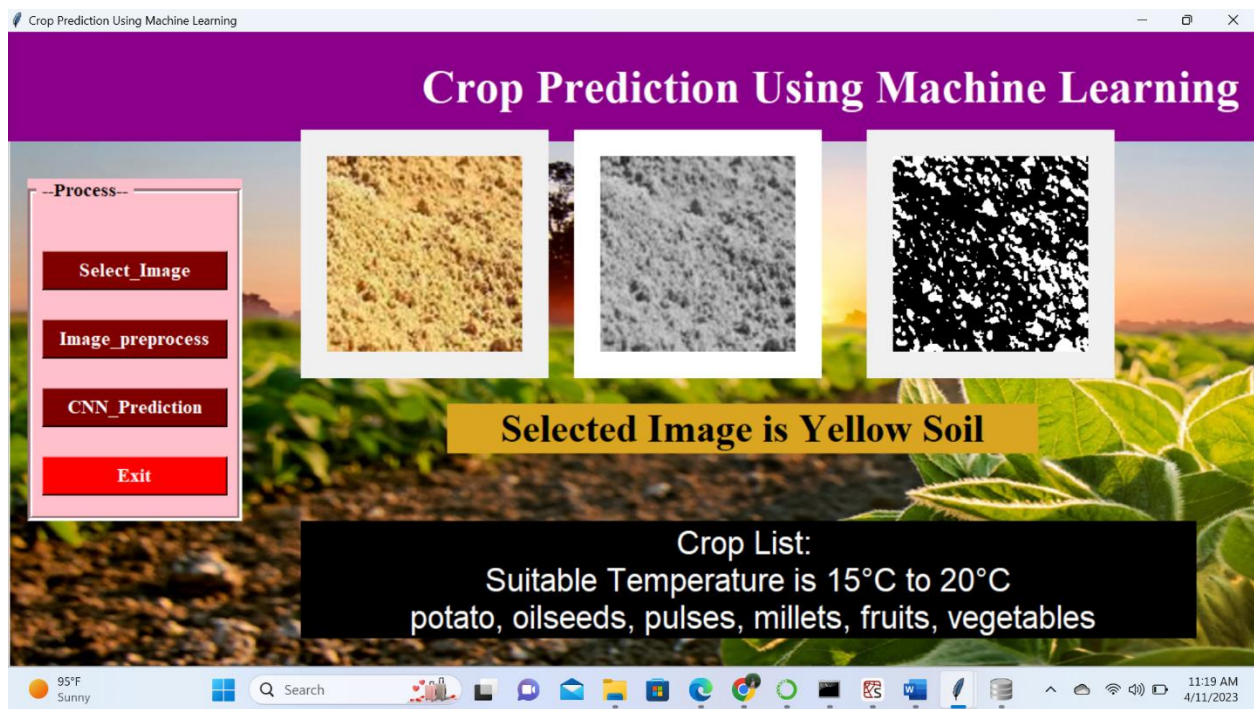 Crop Prediction Using Machine Learning
Crop Prediction Using Machine Learning
--Process--
Select_Image
Image_preprocess
CNN_Prediction
Exit
Selected Image is Yellow Soil
Crop List:
Suitable Temperature is 15°C to 20°C
potato, oilseeds, pulses, millets, fruits, vegetables
95°F
Sunny
Search
11:19 AM
4/11/2023